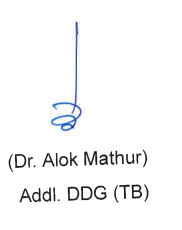 (Dr. Alok Mathur)
Addl. DDG (TB)